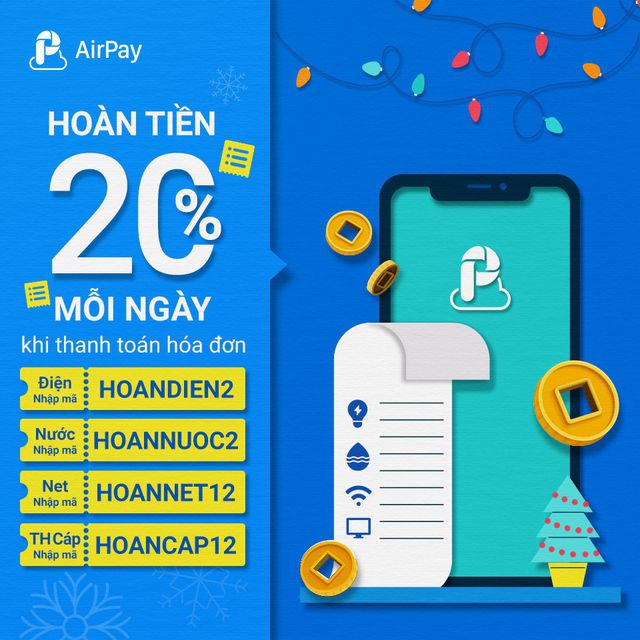 AirPay
HOÀN TIỀN
20%
MỖI NGÀY
khi thanh toán hóa đơn
Điện
Nhập mã
HOANDIEN2
Nước
Nhập mã
HOANNUOC2
Net
Nhập mã
HOANNET12
TH Cáp
Nhập mã
HOANCAP12